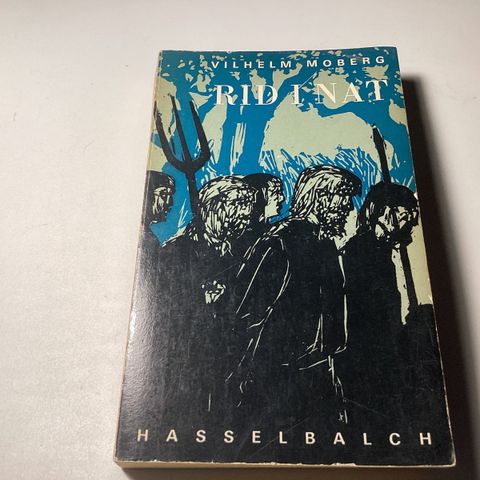 VILHELM MOBERG
RID I NAT
HASSELBALCH